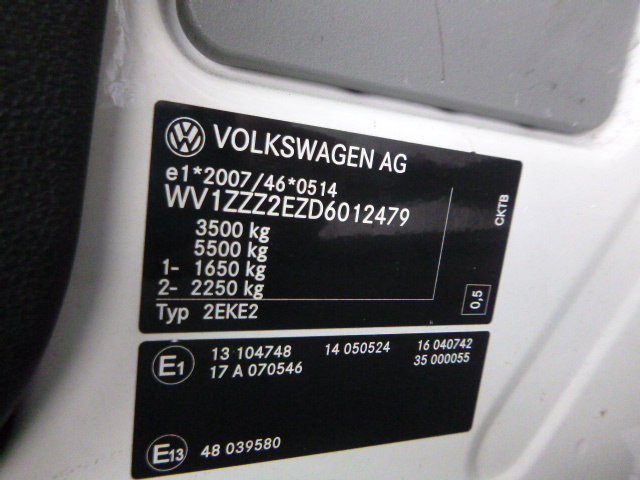 VOLKSWAGEN AG
e1*2007/46*0514
WV1ZZZ2EZD6012479
3500 kg
5500 kg
1- 1650 kg
2- 2250 kg
Typ 2EKE2
CKTB
0,5
E1 13 104748 14 050524 16 040742
17 A 070546 35 000055
E13 48 039580